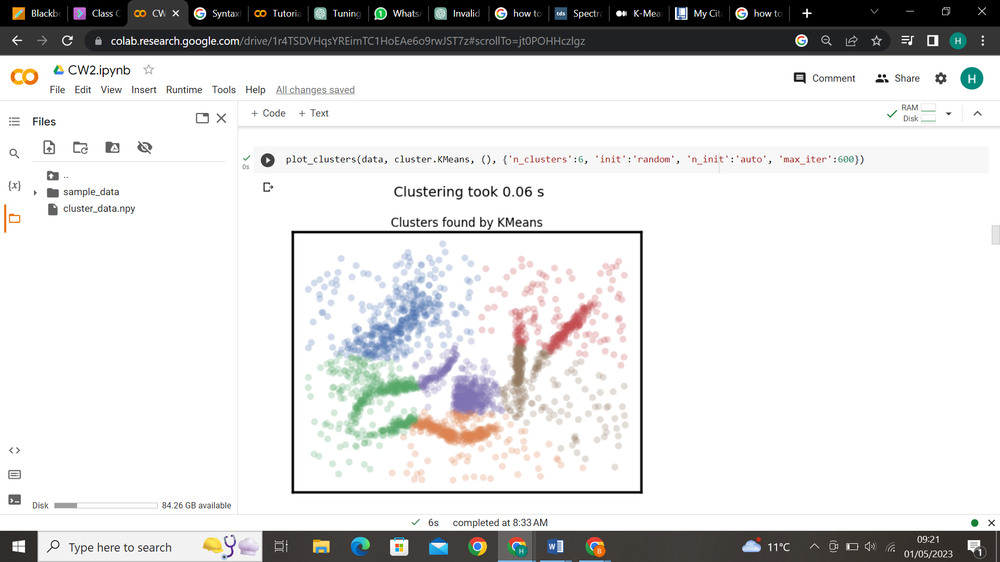 Blackb
Class C
CW
Syntax
Tutoria
Tuning
Whats
Invalid
how to
tds
Spectra
K-Mea
My Cita
how to
colab.research.google.com/drive/1r4TSDVHqsYREimTC1HoEAe6o9rwJST7z#scrollTo=jt0POHHczlgz
H
CW2.ipynb
Comment
Share
H
File Edit View Insert Runtime Tools Help All changes saved
Files
+ Code + Text
RAM
Disk
{x}
..
sample_data
cluster_data.npy
0s
plot_clusters(data, cluster.KMeans, (), {'n_clusters':6, 'init':'random', 'n_init':'auto', 'max_iter':600})
Clustering took 0.06 s
Clusters found by KMeans
Disk 84.26 GB available
6s completed at 8:33 AM
Type here to search
11°C
09:21
01/05/2023
1